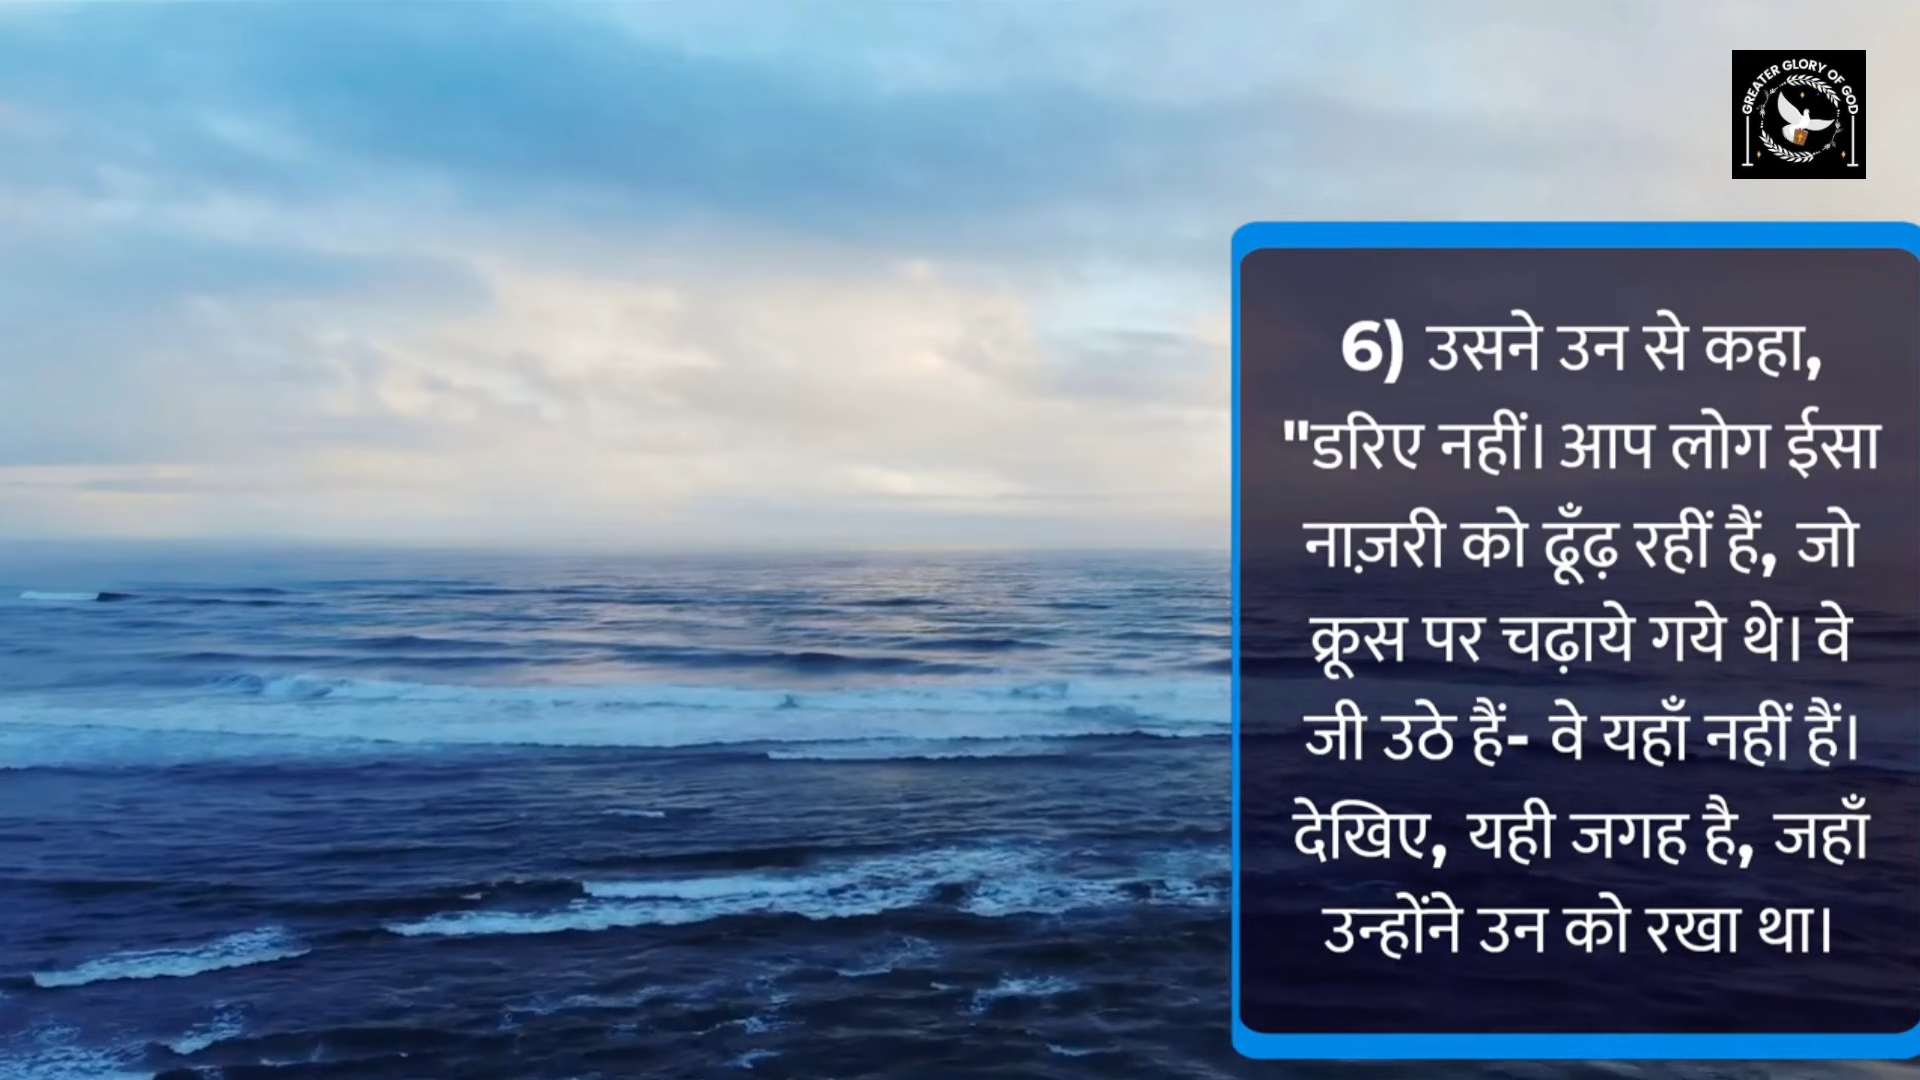 GREATER GLORY OF GOD
6) उसने उन से कहा,
"डरिए नहीं। आप लोग ईसा
नाज़री को ढूँढ़ रहीं हैं, जो
क्रूस पर चढ़ाये गये थे। वे
जी उठे हैं- वे यहाँ नहीं हैं।
देखिए, यही जगह है, जहाँ
उन्होंने उन को रखा था।